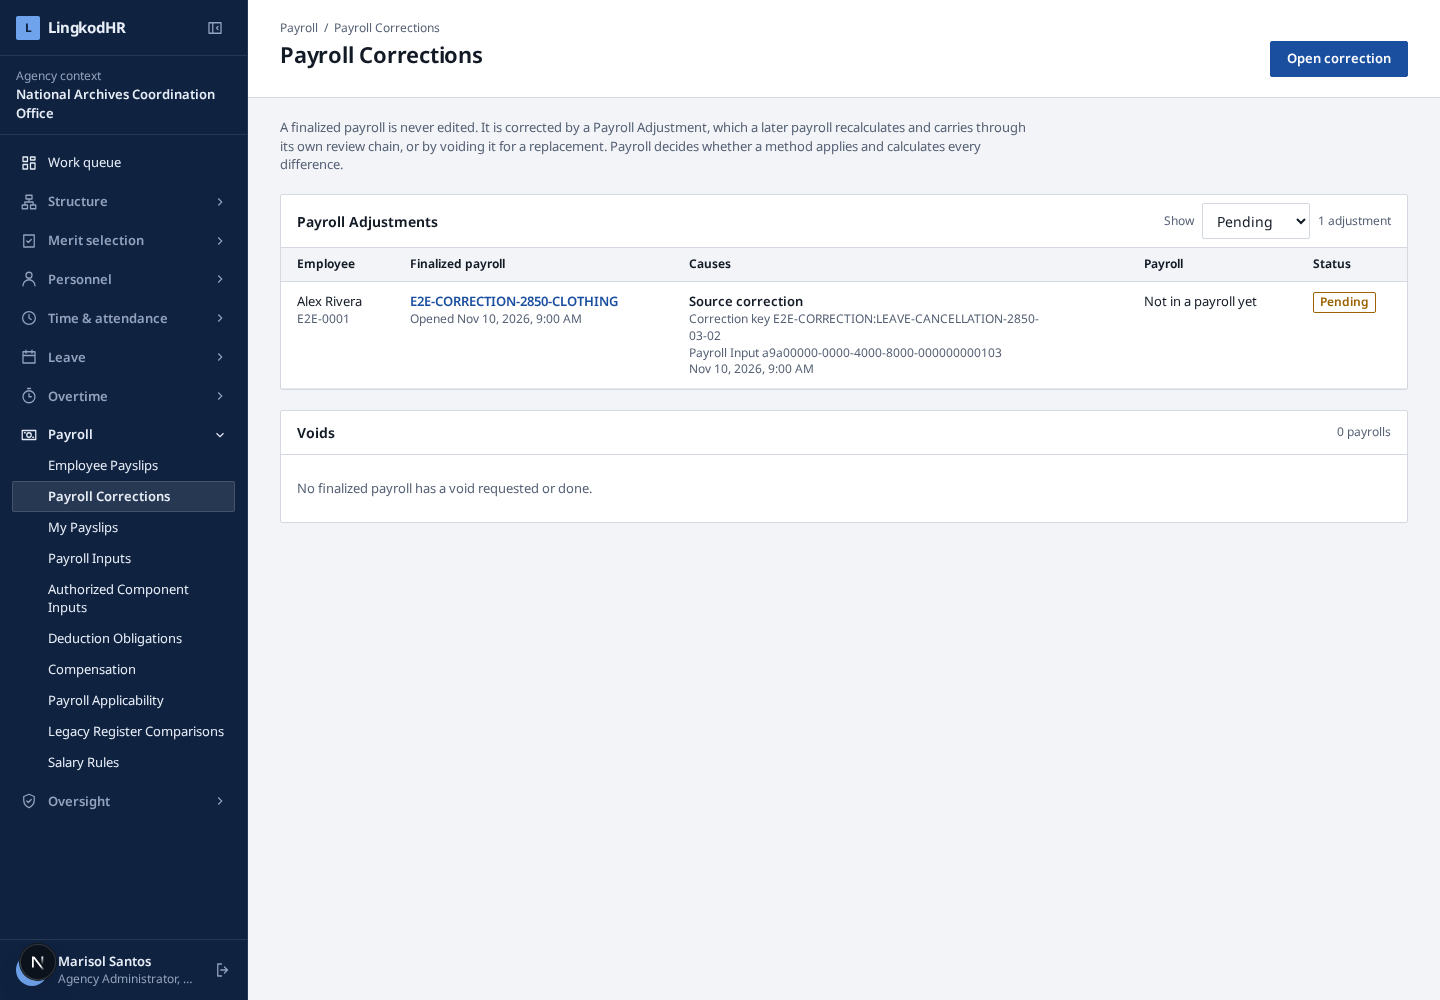 L LingkodHR
Agency context
National Archives Coordination
Office
Work queue
Structure
Merit selection
Personnel
Time & attendance
Leave
Overtime
Payroll
Employee Payslips
Payroll Corrections
My Payslips
Payroll Inputs
Authorized Component
Inputs
Deduction Obligations
Compensation
Payroll Applicability
Legacy Register Comparisons
Salary Rules
Oversight
N
Marisol Santos
Agency Administrator, ...
Payroll / Payroll Corrections
Payroll Corrections
Open correction
A finalized payroll is never edited. It is corrected by a Payroll Adjustment, which a later payroll recalculates and carries through
its own review chain, or by voiding it for a replacement. Payroll decides whether a method applies and calculates every
difference.
Payroll Adjustments
Show Pending 1 adjustment
Employee Finalized payroll Causes Payroll Status
Alex Rivera E2E-CORRECTION-2850-CLOTHING Source correction Not in a payroll yet Pending
E2E-0001 Opened Nov 10, 2026, 9:00 AM Correction key E2E-CORRECTION:LEAVE-CANCELLATION-2850-
03-02
Payroll Input a9a00000-0000-4000-8000-000000000103
Nov 10, 2026, 9:00 AM
Voids 0 payrolls
No finalized payroll has a void requested or done.